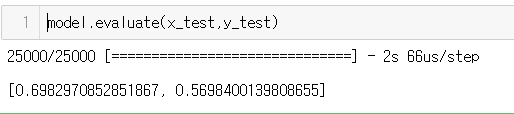 1 model.evaluate(x_test,y_test)
25000/25000 [==============================] - 2s 66us/step
[0.6982970852851867, 0.5698400139808655]